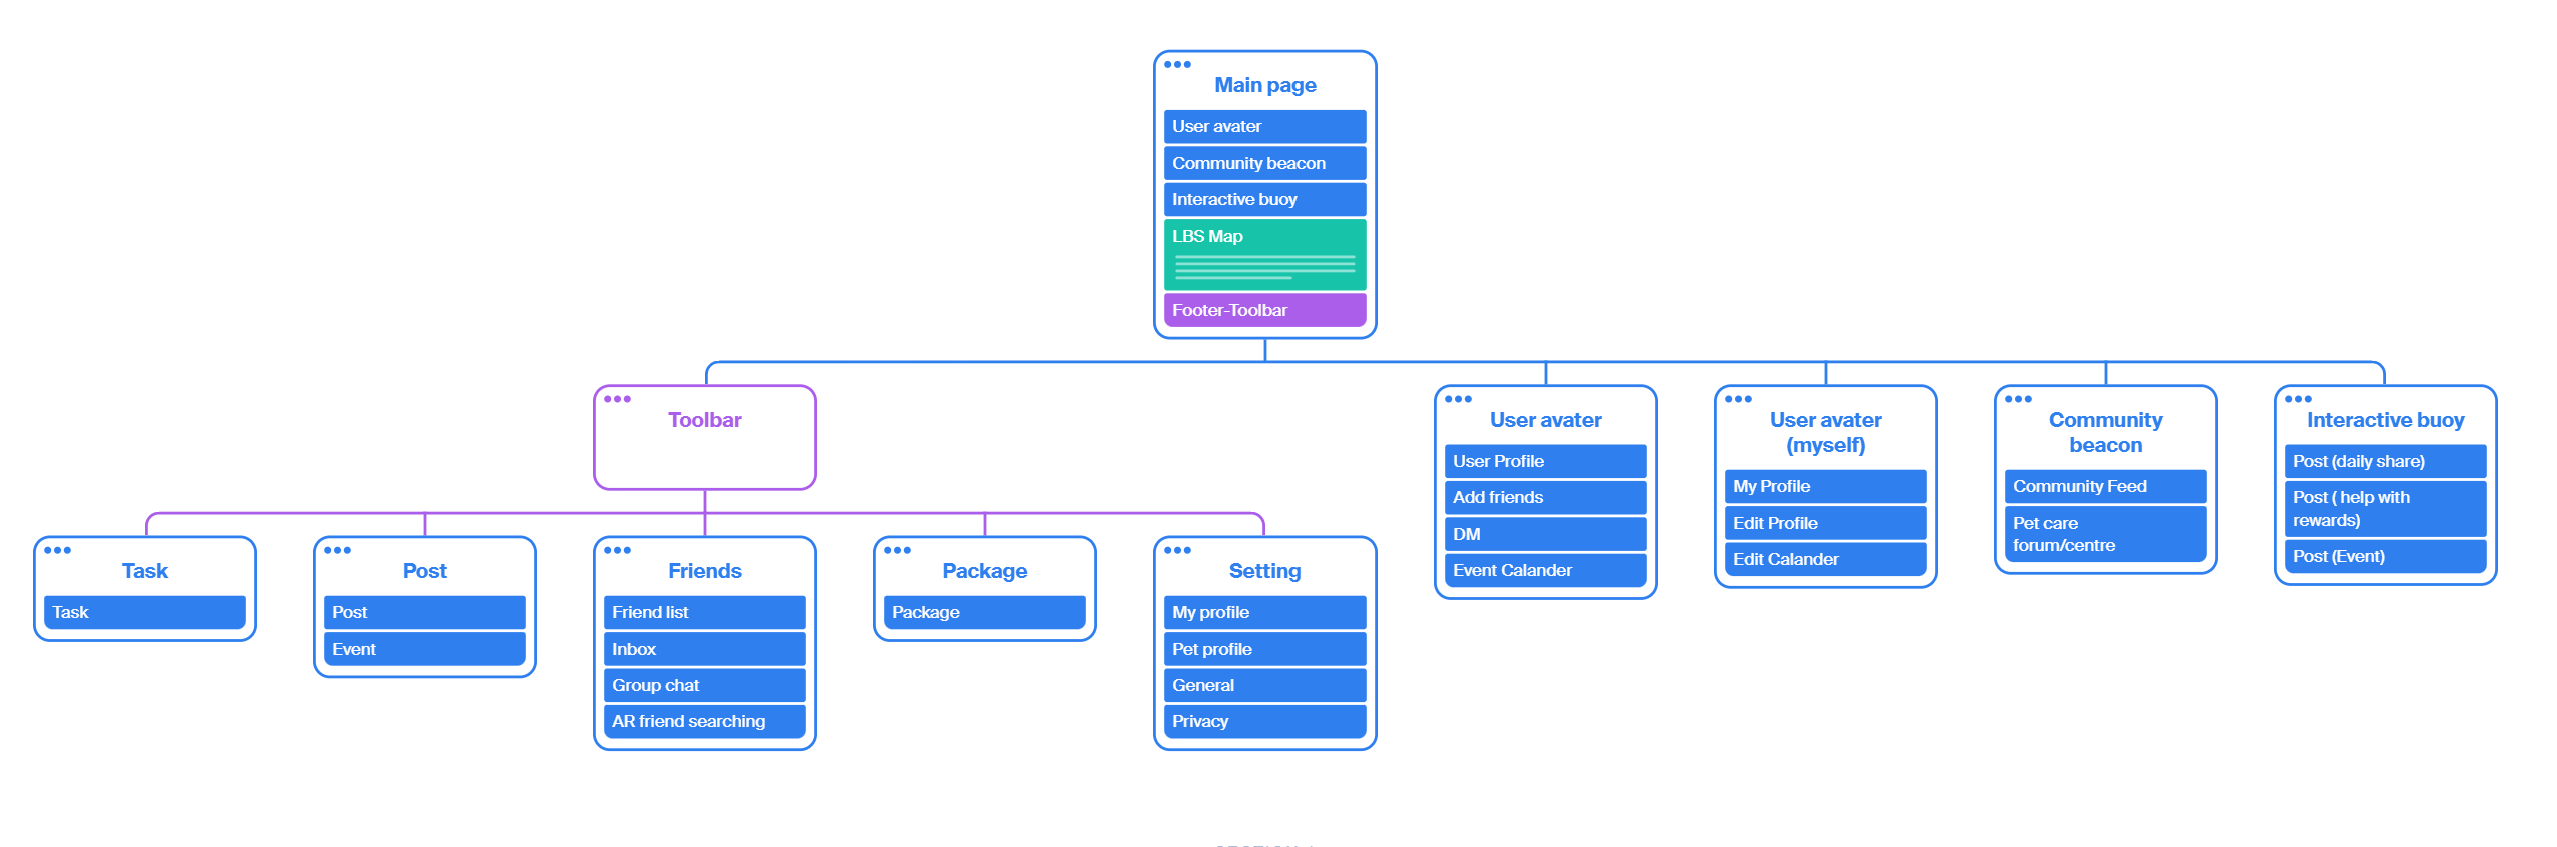 Main page
User avater
Community beacon
Interactive buoy
LBS Map
Footer-Toolbar
Toolbar
User avater
User Profile
Add friends
DM
Event Calander
User avater
(myself)
My Profile
Edit Profile
Edit Calander
Community
beacon
Community Feed
Pet care
forum/centre
Interactive buoy
Post (daily share)
Post ( help with
rewards)
Post (Event)
Task
Task
Post
Post
Event
Friends
Friend list
Inbox
Group chat
AR friend searching
Package
Package
Setting
My profile
Pet profile
General
Privacy